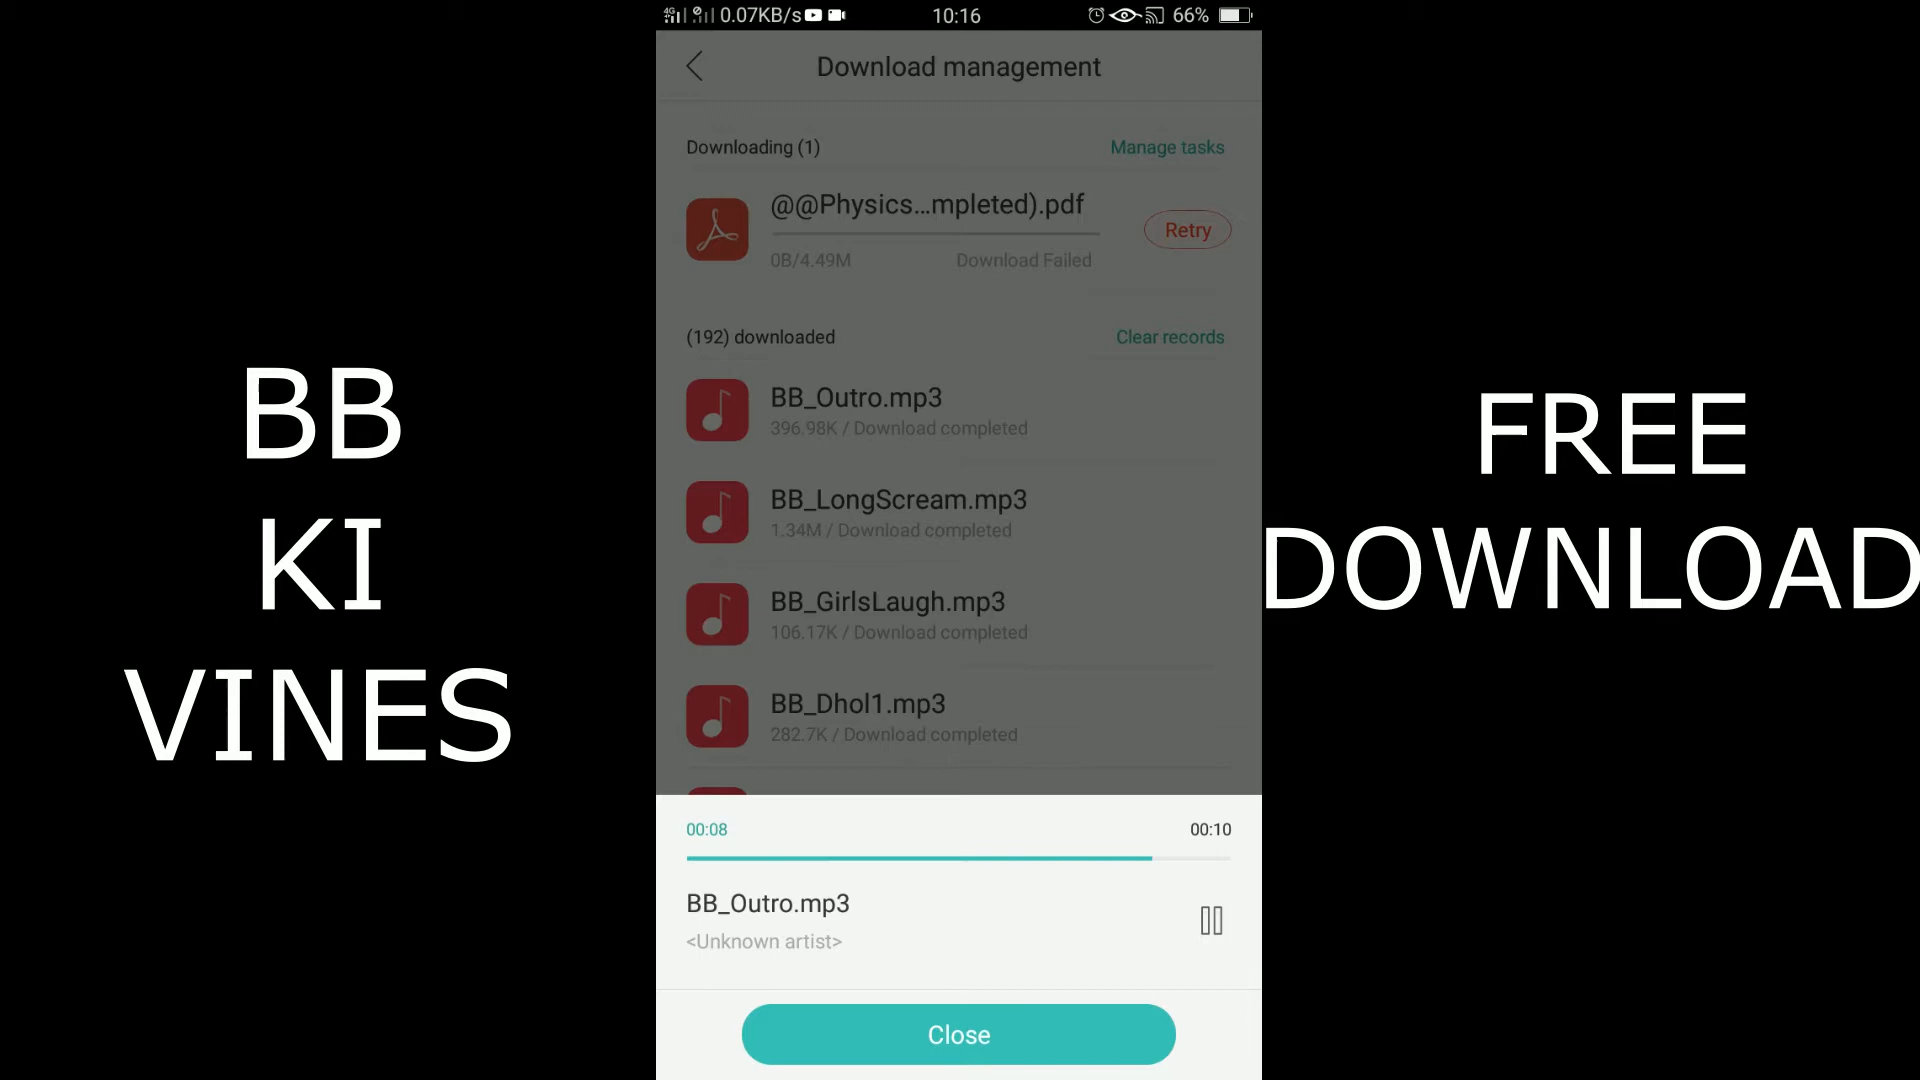 4G 0.07KB/s 10:16 66%
Download management
Downloading (1) Manage tasks
@@Physics...mpleted).pdf
Retry
0B/4.49M Download Failed
(192) downloaded Clear records
BB_Outro.mp3
396.98K / Download completed
BB_LongScream.mp3
1.34M / Download completed
BB_GirlsLaugh.mp3
106.17K / Download completed
BB_Dhol1.mp3
282.7K / Download completed
00:08 00:10
BB_Outro.mp3
<Unknown artist>
Close
BB
KI
VINES
FREE
DOWNLOAD